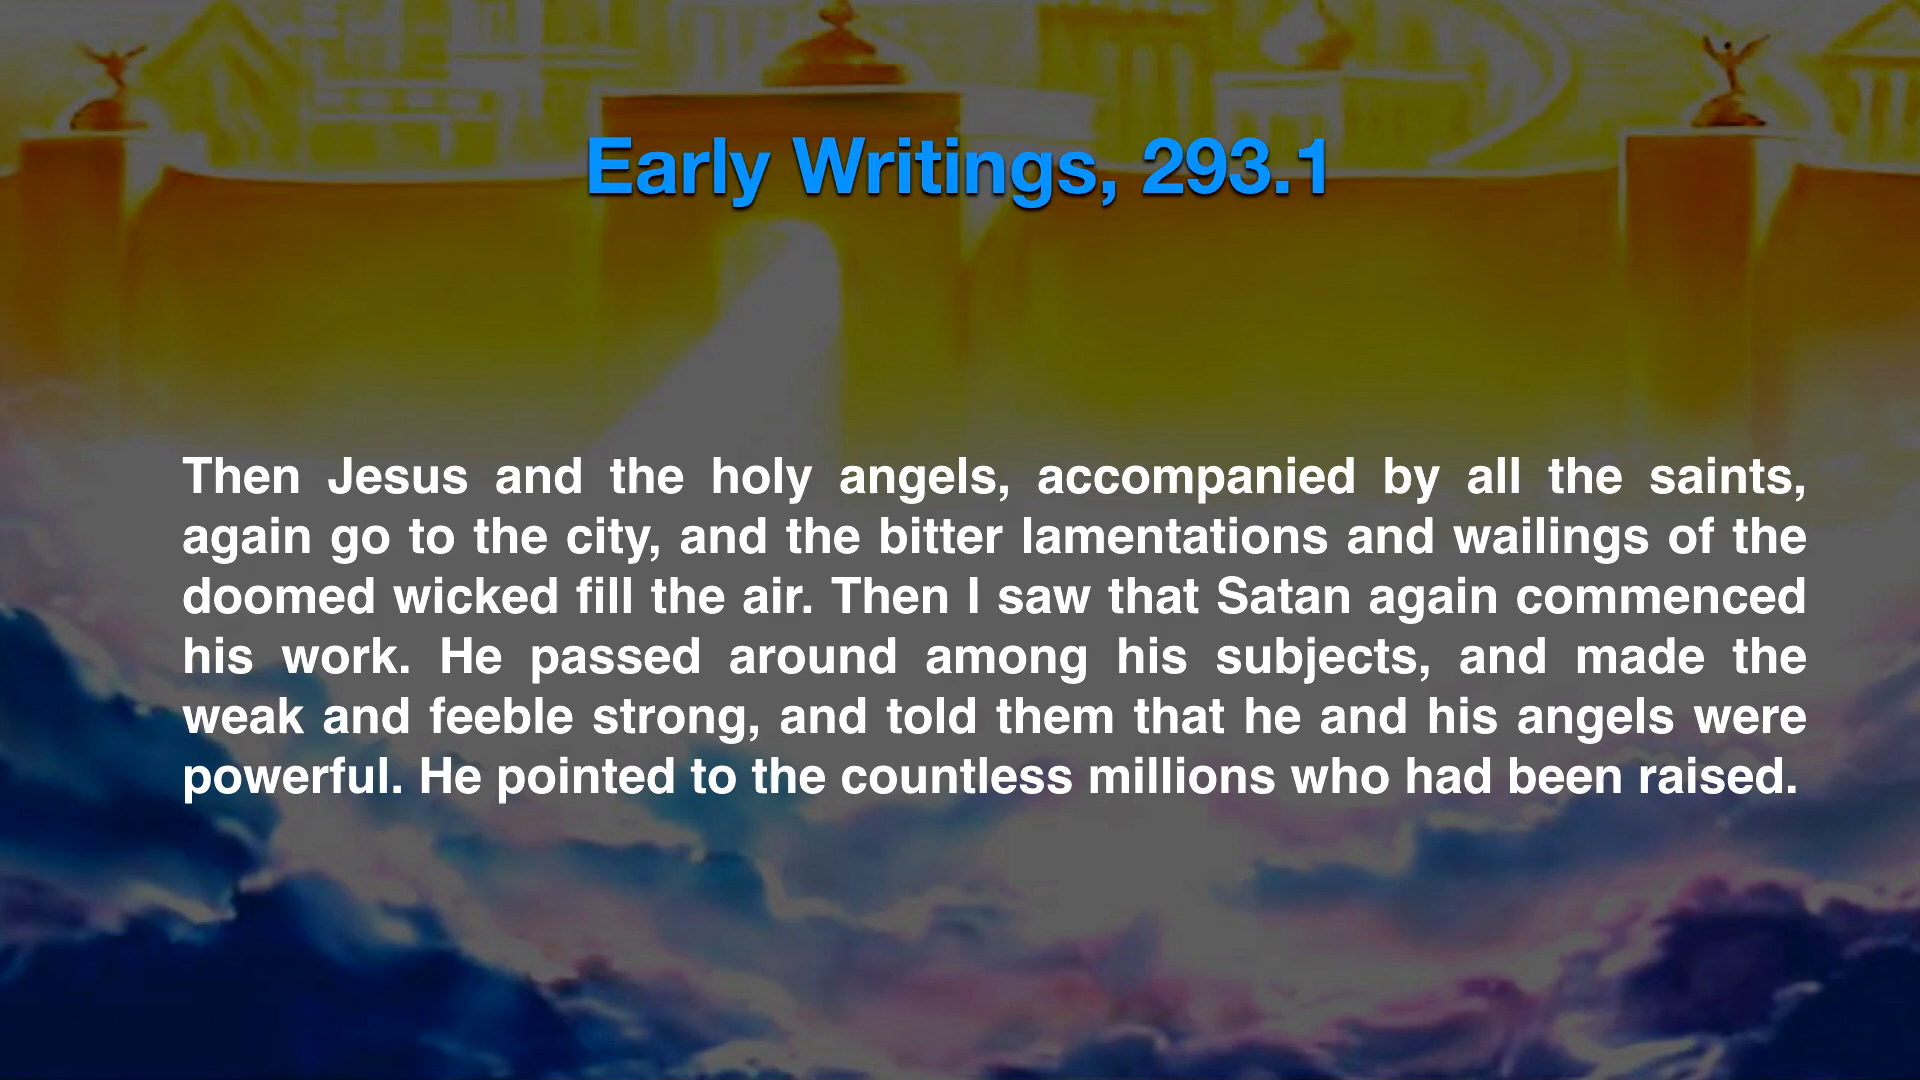 Early Writings, 293.1
Then Jesus and the holy angels, accompanied by all the saints,
again go to the city, and the bitter lamentations and wailings of the
doomed wicked fill the air. Then I saw that Satan again commenced
his work. He passed around among his subjects, and made the
weak and feeble strong, and told them that he and his angels were
powerful. He pointed to the countless millions who had been raised.